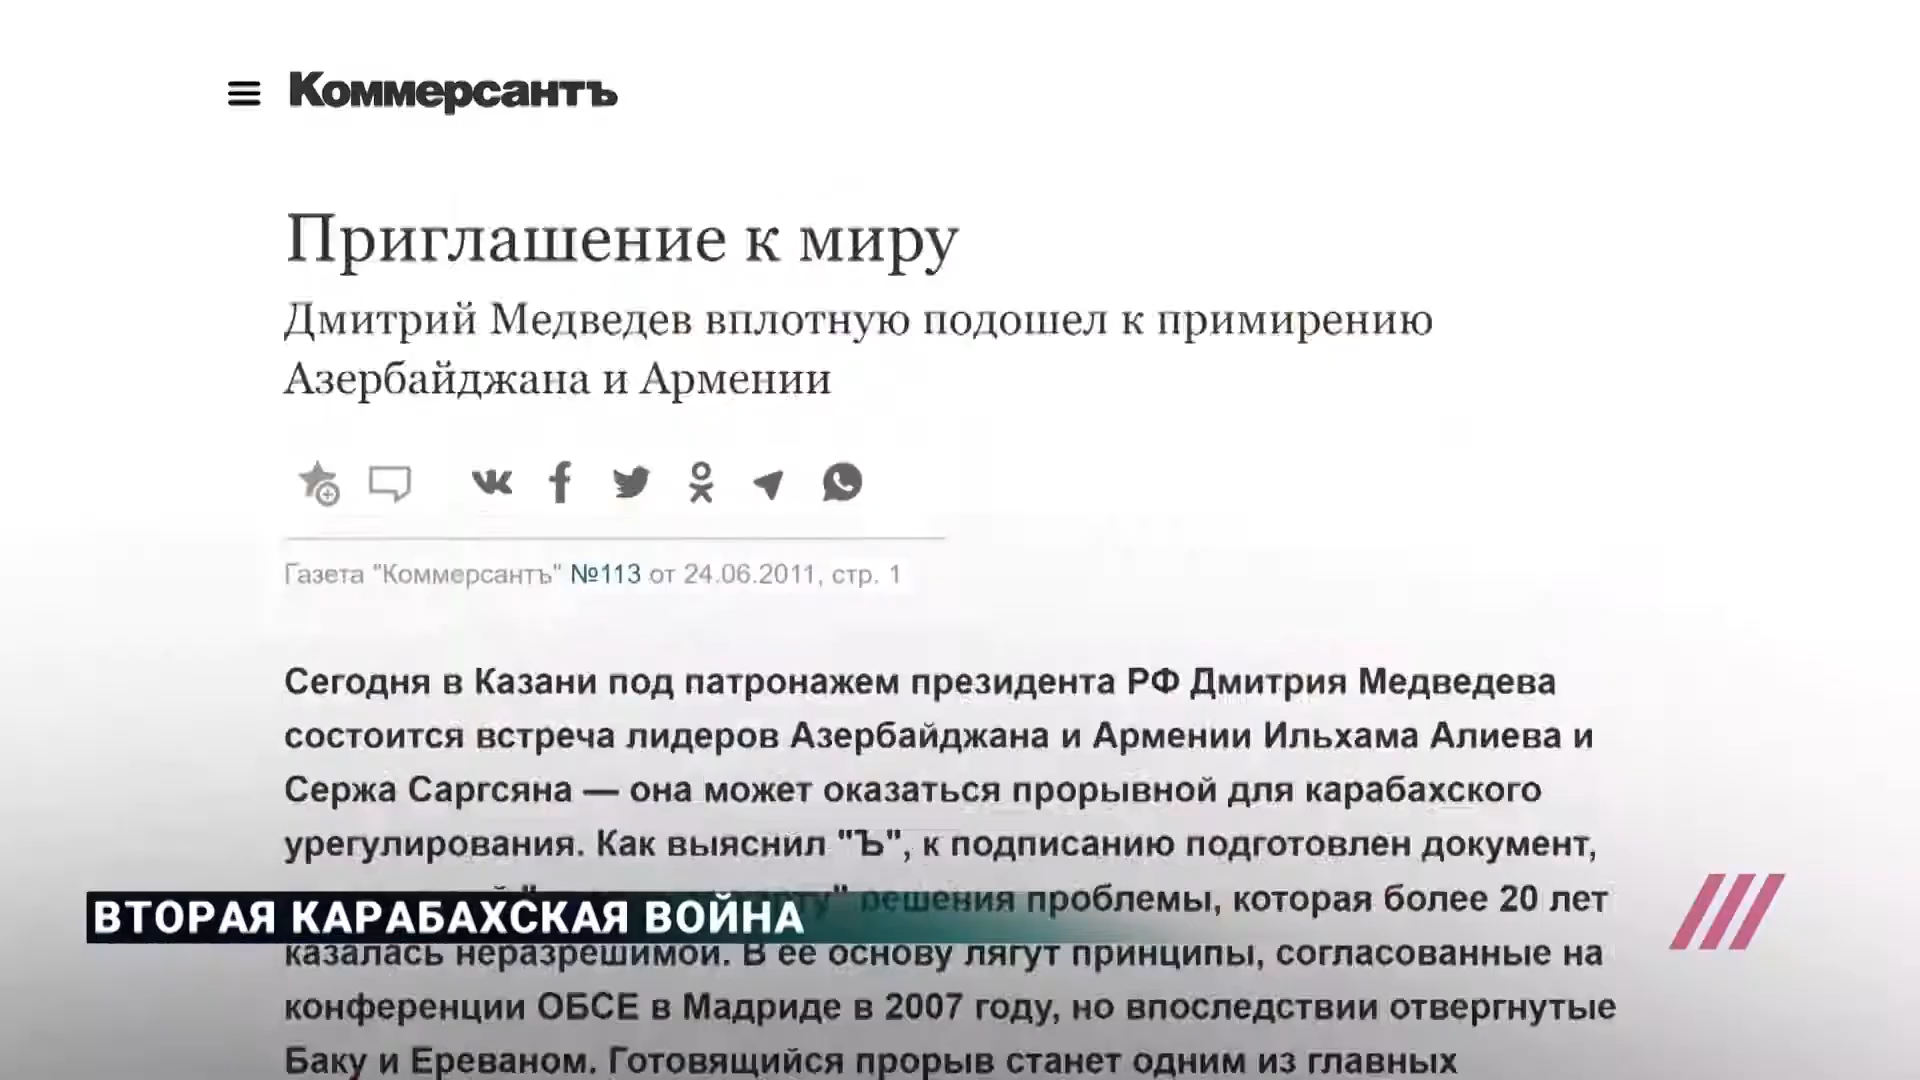 Коммерсантъ
Приглашение к миру
Дмитрий Медведев вплотную подошел к примирению
Азербайджана и Армении
Газета "Коммерсантъ" №113 от 24.06.2011, стр. 1
Сегодня в Казани под патронажем президента РФ Дмитрия Медведева
состоится встреча лидеров Азербайджана и Армении Ильхама Алиева и
Сержа Саргсяна — она может оказаться прорывной для карабахского
урегулирования. Как выяснил "Ъ", к подписанию подготовлен документ,
решения проблемы, которая более 20 лет
ВТОРАЯ КАРАБАХСКАЯ ВОЙНА
казалась неразрешимой. В ее основу лягут принципы, согласованные на
конференции ОБСЕ в Мадриде в 2007 году, но впоследствии отвергнутые
Баку и Ереваном. Готовящийся прорыв станет одним из главных